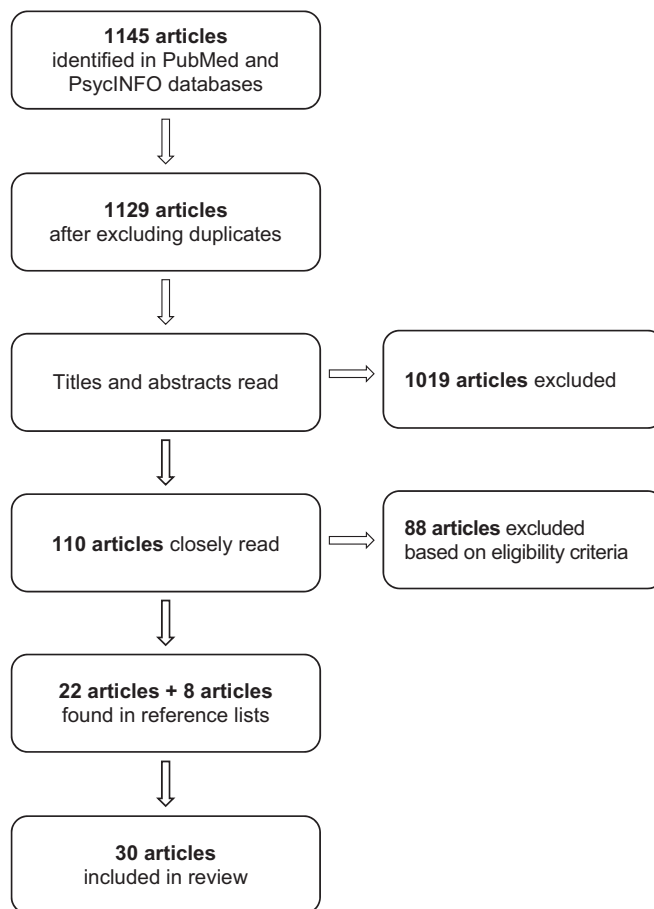 1145 articles
identified in PubMed and
PsycINFO databases
1129 articles
after excluding duplicates
Titles and abstracts read
1019 articles excluded
110 articles closely read
88 articles excluded
based on eligibility criteria
22 articles + 8 articles
found in reference lists
30 articles
included in review